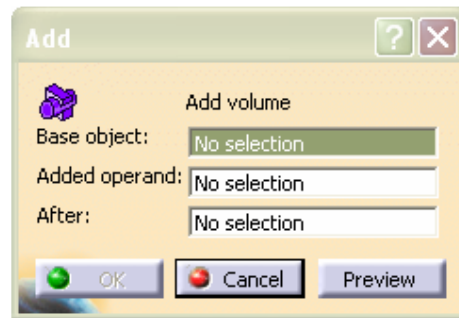 Add
Add volume
Base object: No selection
Added operand: No selection
After: No selection
OK Cancel Preview